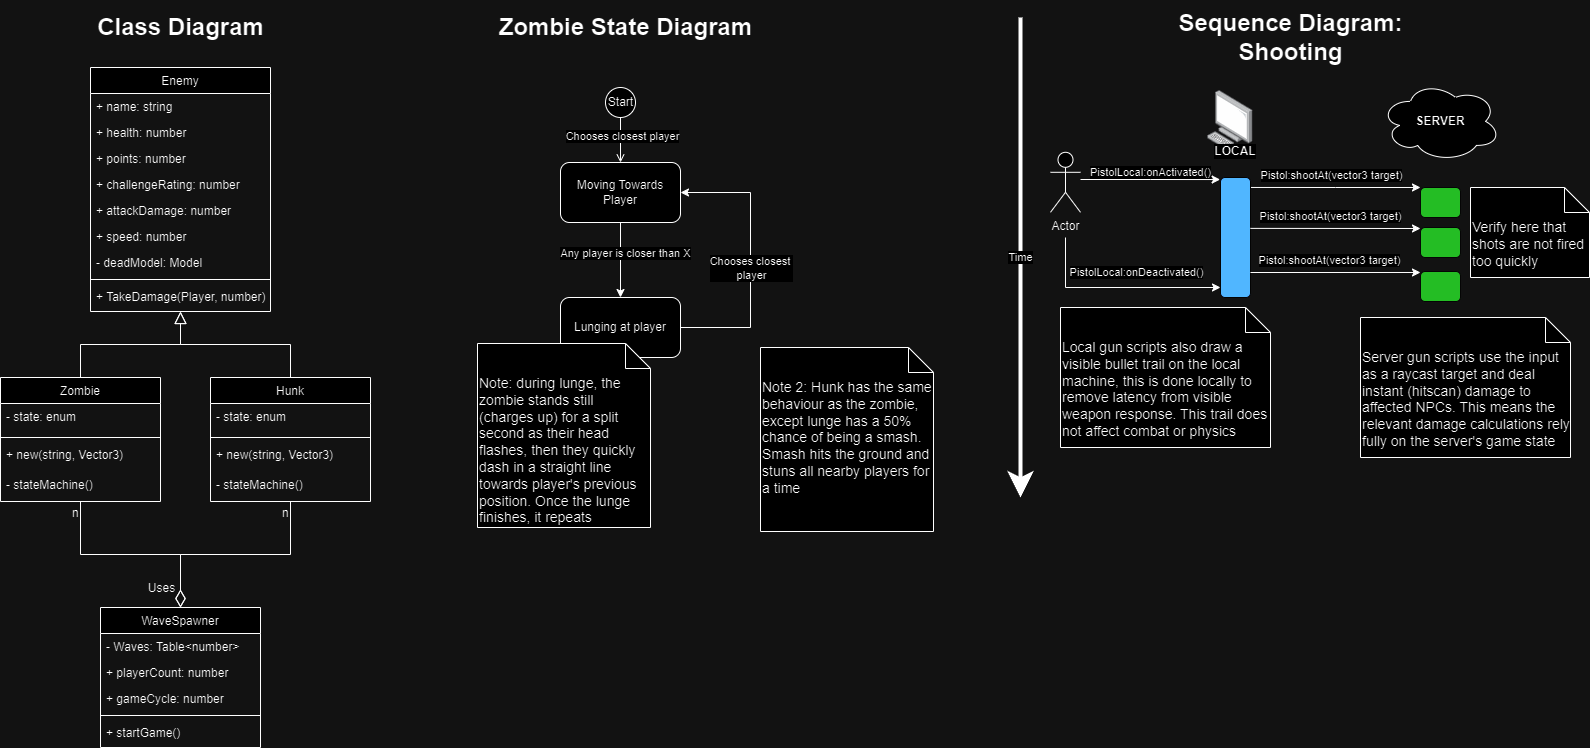 Class Diagram
Enemy
+ name: string
+ health: number
+ points: number
+ challengeRating: number
+ attackDamage: number
+ speed: number
- deadModel: Model
+ TakeDamage(Player, number)
Zombie
- state: enum
+ new(string, Vector3)
- stateMachine()
n
Hunk
- state: enum
+ new(string, Vector3)
- stateMachine()
n
Uses
WaveSpawner
- Waves: Table<number>
+ playerCount: number
+ gameCycle: number
+ startGame()
Zombie State Diagram
Start
Chooses closest player
Moving Towards
Player
Any player is closer than X
Chooses closest
player
Lunging at player
Note: during lunge, the
zombie stands still
(charges up) for a split
second as their head
flashes, then they quickly
dash in a straight line
towards player's previous
position. Once the lunge
finishes, it repeats
Note 2: Hunk has the same
behaviour as the zombie,
except lunge has a 50%
chance of being a smash.
Smash hits the ground and
stuns all nearby players for
a time
Time
Sequence Diagram:
Shooting
LOCAL
SERVER
Actor
PistolLocal:onActivated()
Pistol:shootAt(vector3 target)
Pistol:shootAt(vector3 target)
PistolLocal:onDeactivated()
Pistol:shootAt(vector3 target)
Verify here that
shots are not fired
too quickly
Local gun scripts also draw a
visible bullet trail on the local
machine, this is done locally to
remove latency from visible
weapon response. This trail does
not affect combat or physics
Server gun scripts use the input
as a raycast target and deal
instant (hitscan) damage to
affected NPCs. This means the
relevant damage calculations rely
fully on the server's game state